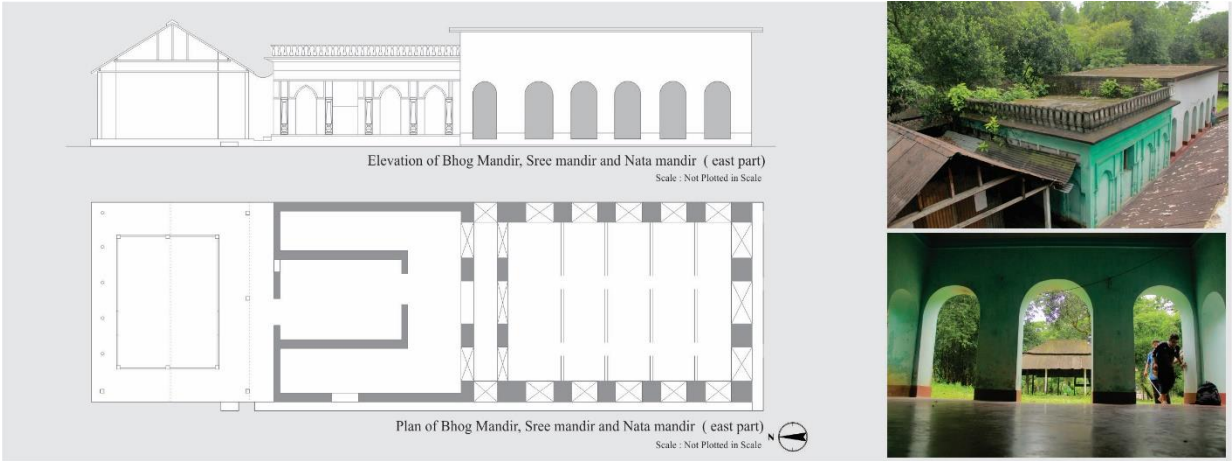 Elevation of Bhog Mandir, Sree mandir and Nata mandir ( east part)
Scale : Not Plotted in Scale
Plan of Bhog Mandir, Sree mandir and Nata mandir ( east part)
Scale : Not Plotted in Scale
N